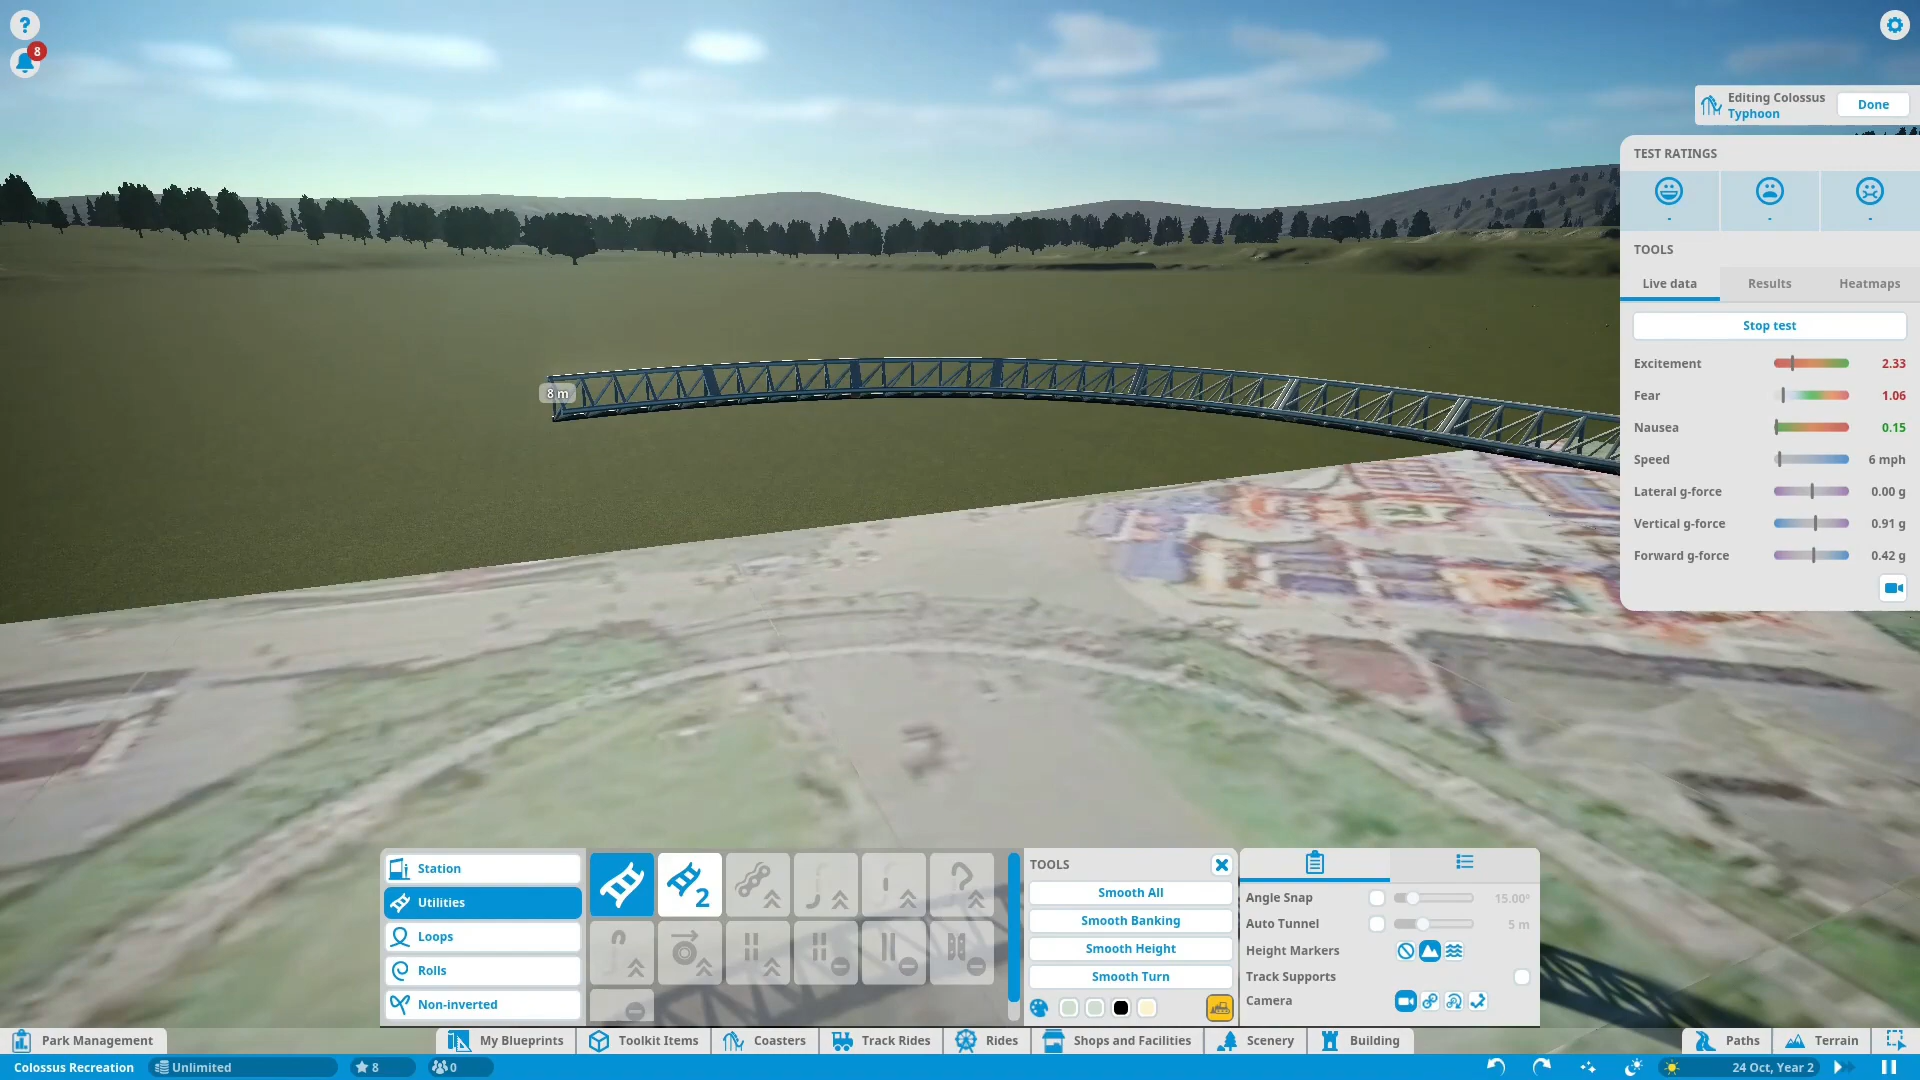 ?
8
Editing Colossus
Typhoon
Done
TEST RATINGS
- - -
TOOLS
Live data Results Heatmaps
Stop test
Excitement 2.33
Fear 1.06
Nausea 0.15
Speed 6 mph
Lateral g-force 0.00 g
Vertical g-force 0.91 g
Forward g-force 0.42 g
8 m
Station
Utilities
Loops
Rolls
Non-inverted
2
TOOLS
Smooth All
Smooth Banking
Smooth Height
Smooth Turn
Angle Snap 15.00°
Auto Tunnel 5 m
Height Markers
Track Supports
Camera
Park Management My Blueprints Toolkit Items Coasters Track Rides Rides Shops and Facilities Scenery Building Paths Terrain
Colossus Recreation Unlimited 8 0 24 Oct, Year 2